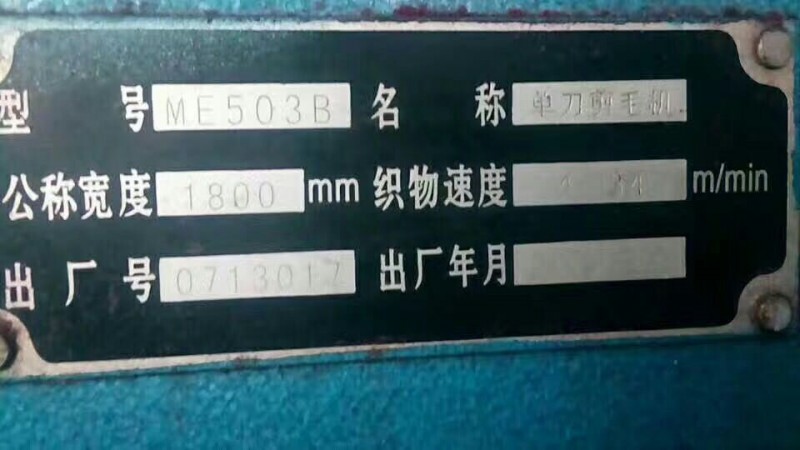 型 号 ME503B 名 称 单刀剪毛机
公称宽度 1800 mm 织物速度 m/min
出 厂 号 0713017 出厂年月